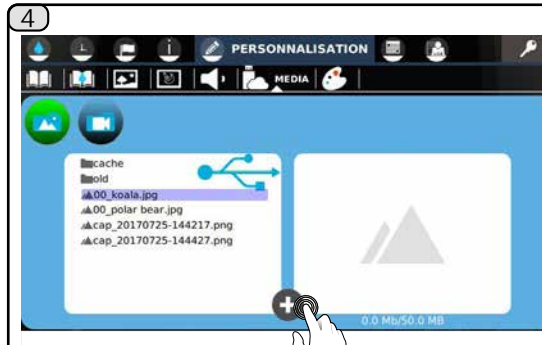 4
PERSONNALISATION
MEDIA
cache
old
00_koala.jpg
00_polar bear.jpg
cap_20170725-144217.png
cap_20170725-144427.png
0.0 Mb/50.0 MB